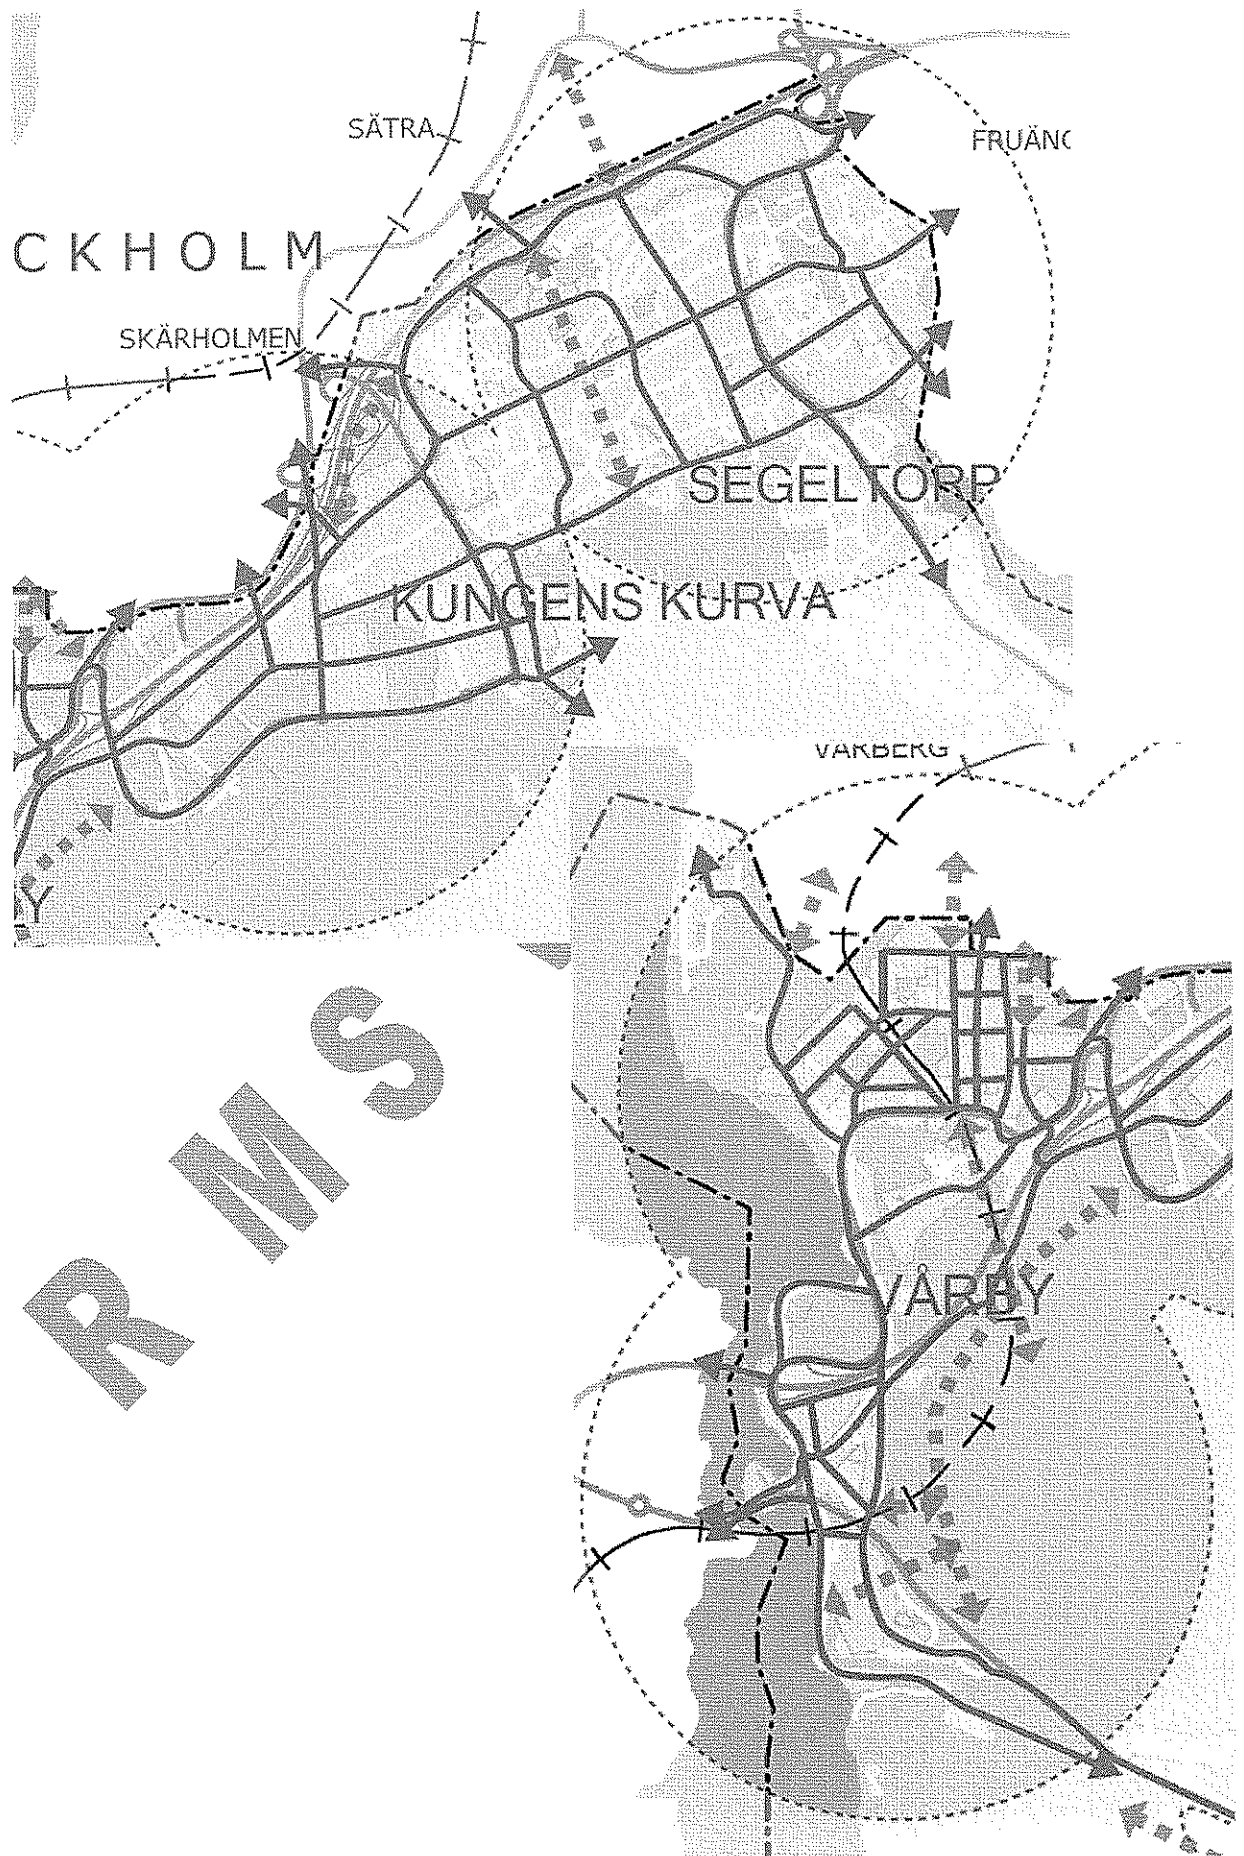 SÄTRA
FRUÄNG
CKHOLM
SKÄRHOLMEN
SEGELTORP
KUNGENS KURVA
Y
VÅRBERG
RMS
VÅRBY